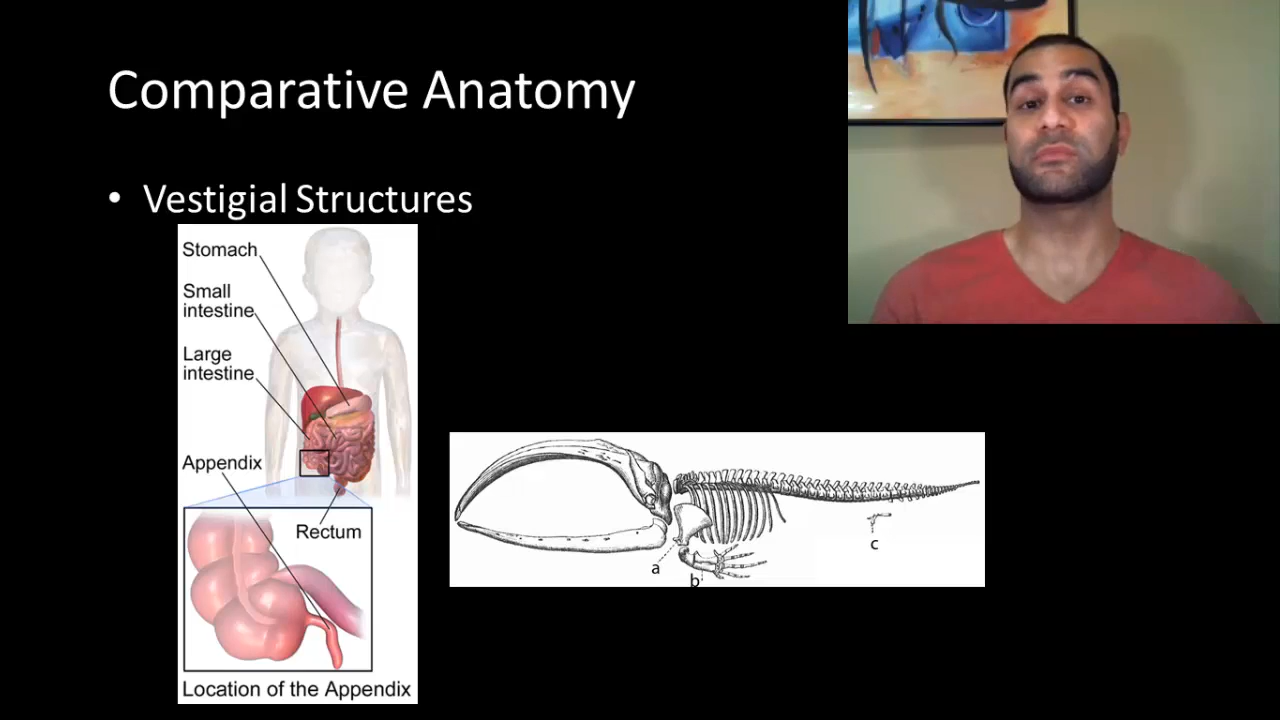 Comparative Anatomy
• Vestigial Structures
Stomach
Small
intestine
Large
intestine
Appendix
Rectum
Location of the Appendix
a
b
c